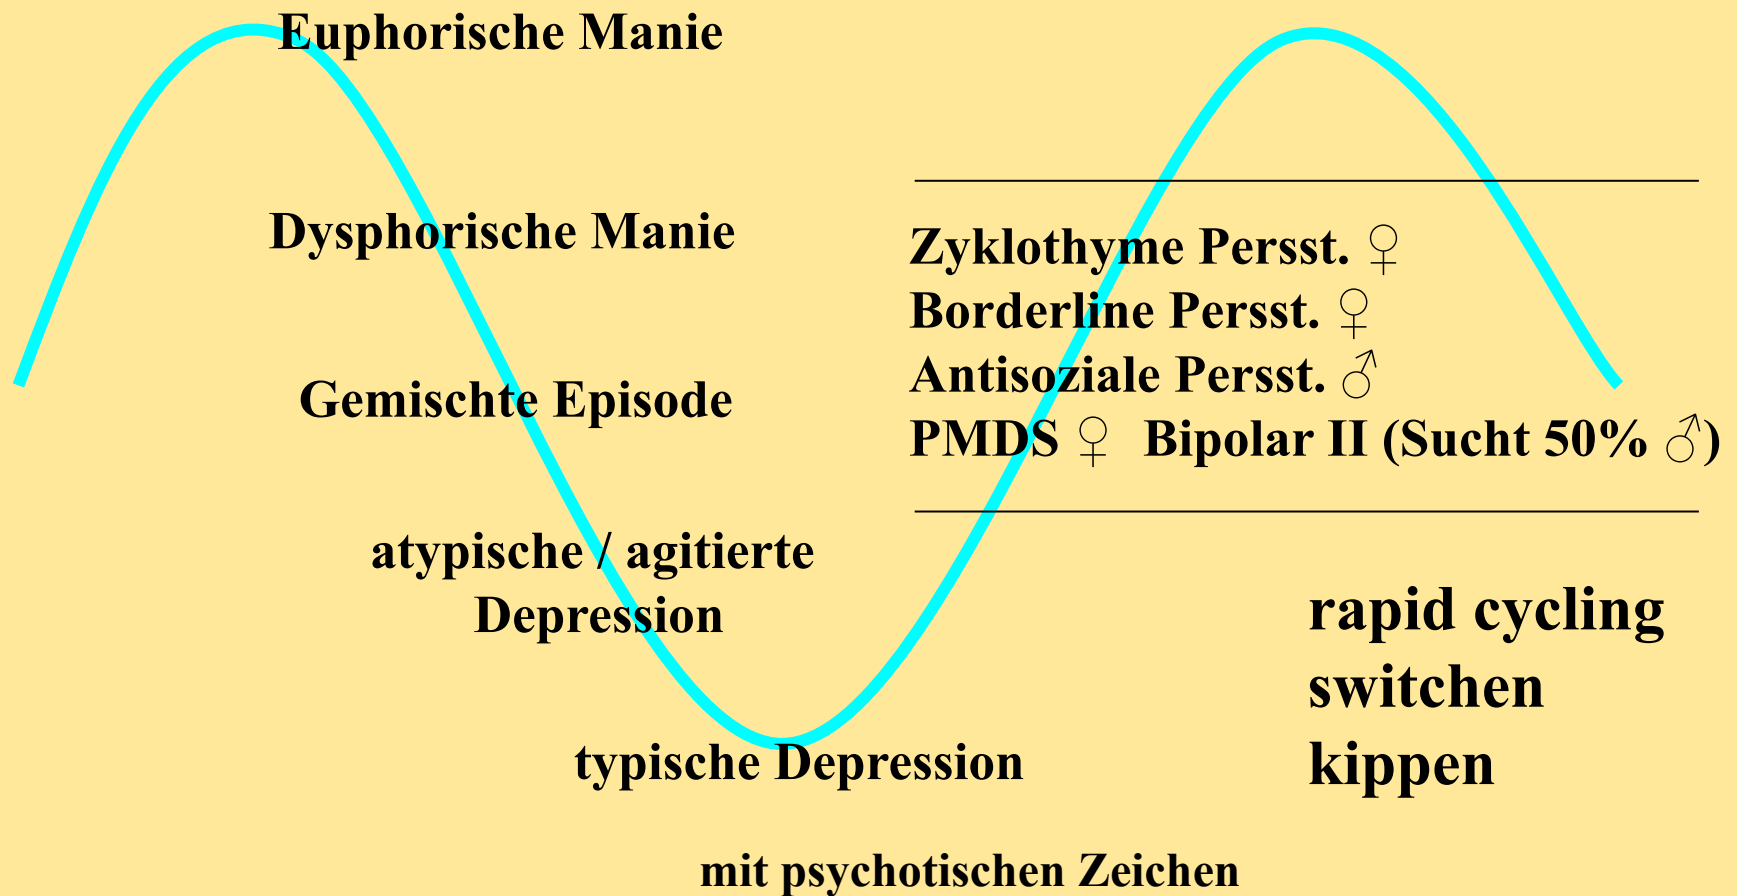 Euphorische Manie
Dysphorische Manie
Gemischte Episode
atypische / agitierte
Depression
typische Depression
mit psychotischen Zeichen
Zyklothyme Persst. ♀
Borderline Persst. ♀
Antisoziale Persst. ♂
PMDS ♀ Bipolar II (Sucht 50% ♂)
rapid cycling
switchen
kippen